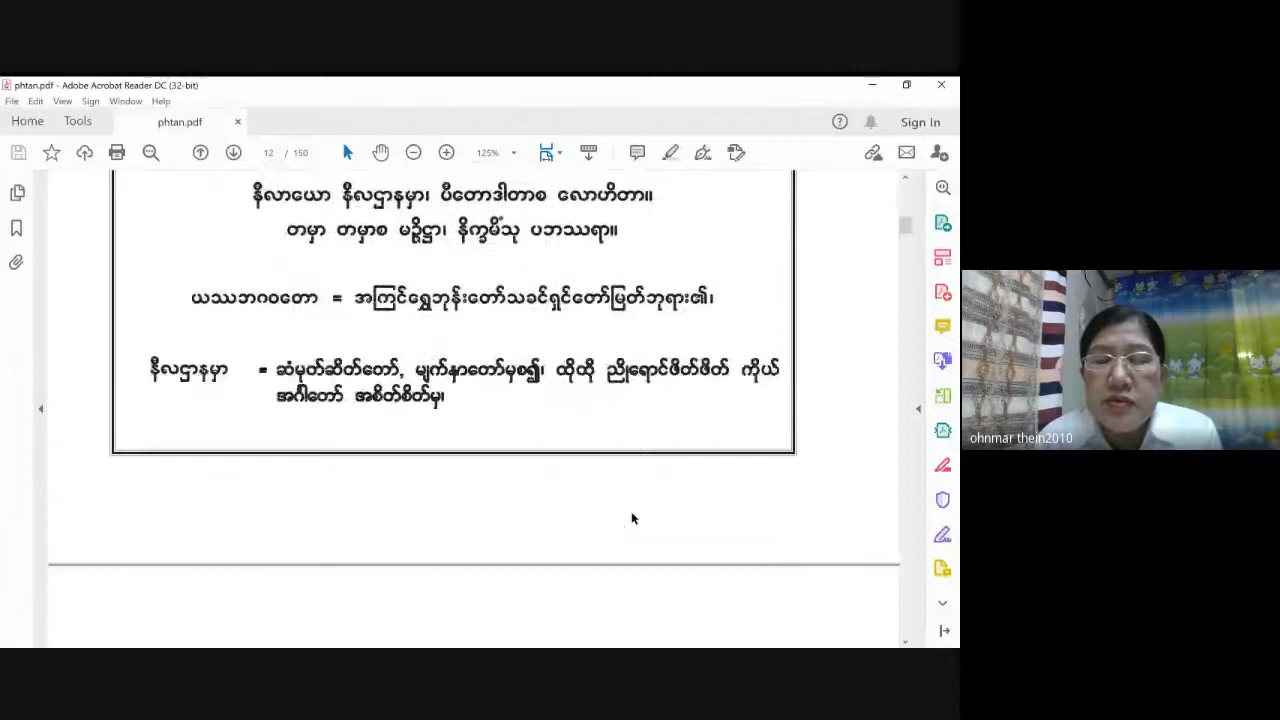 phtan.pdf - Adobe Acrobat Reader DC (32-bit)
File Edit View Sign Window Help
Home Tools phtan.pdf × Sign In
12 / 150 125%
နီလာယော နီလဌာနမှာ၊ ပီတောဒါတာစ လောဟိတာ။
တမှာ တမှာစ မဉ္ဇိဋ္ဌာ၊ နိက္ခမိံသု ပဘဿရာ။
ယဿဘဂဝတော = အကြင်ရွှေဘုန်းတော်သခင်ရှင်တော်မြတ်ဘုရား၏၊
နီလဌာနမှာ = ဆံမုတ်ဆိတ်တော်, မျက်နှာတော်မှစ၍၊ ထိုထို ညိုရောင်ဖိတ်ဖိတ် ကိုယ်
အင်္ဂါတော် အစိတ်စိတ်မှ၊
ohnmar thein2010